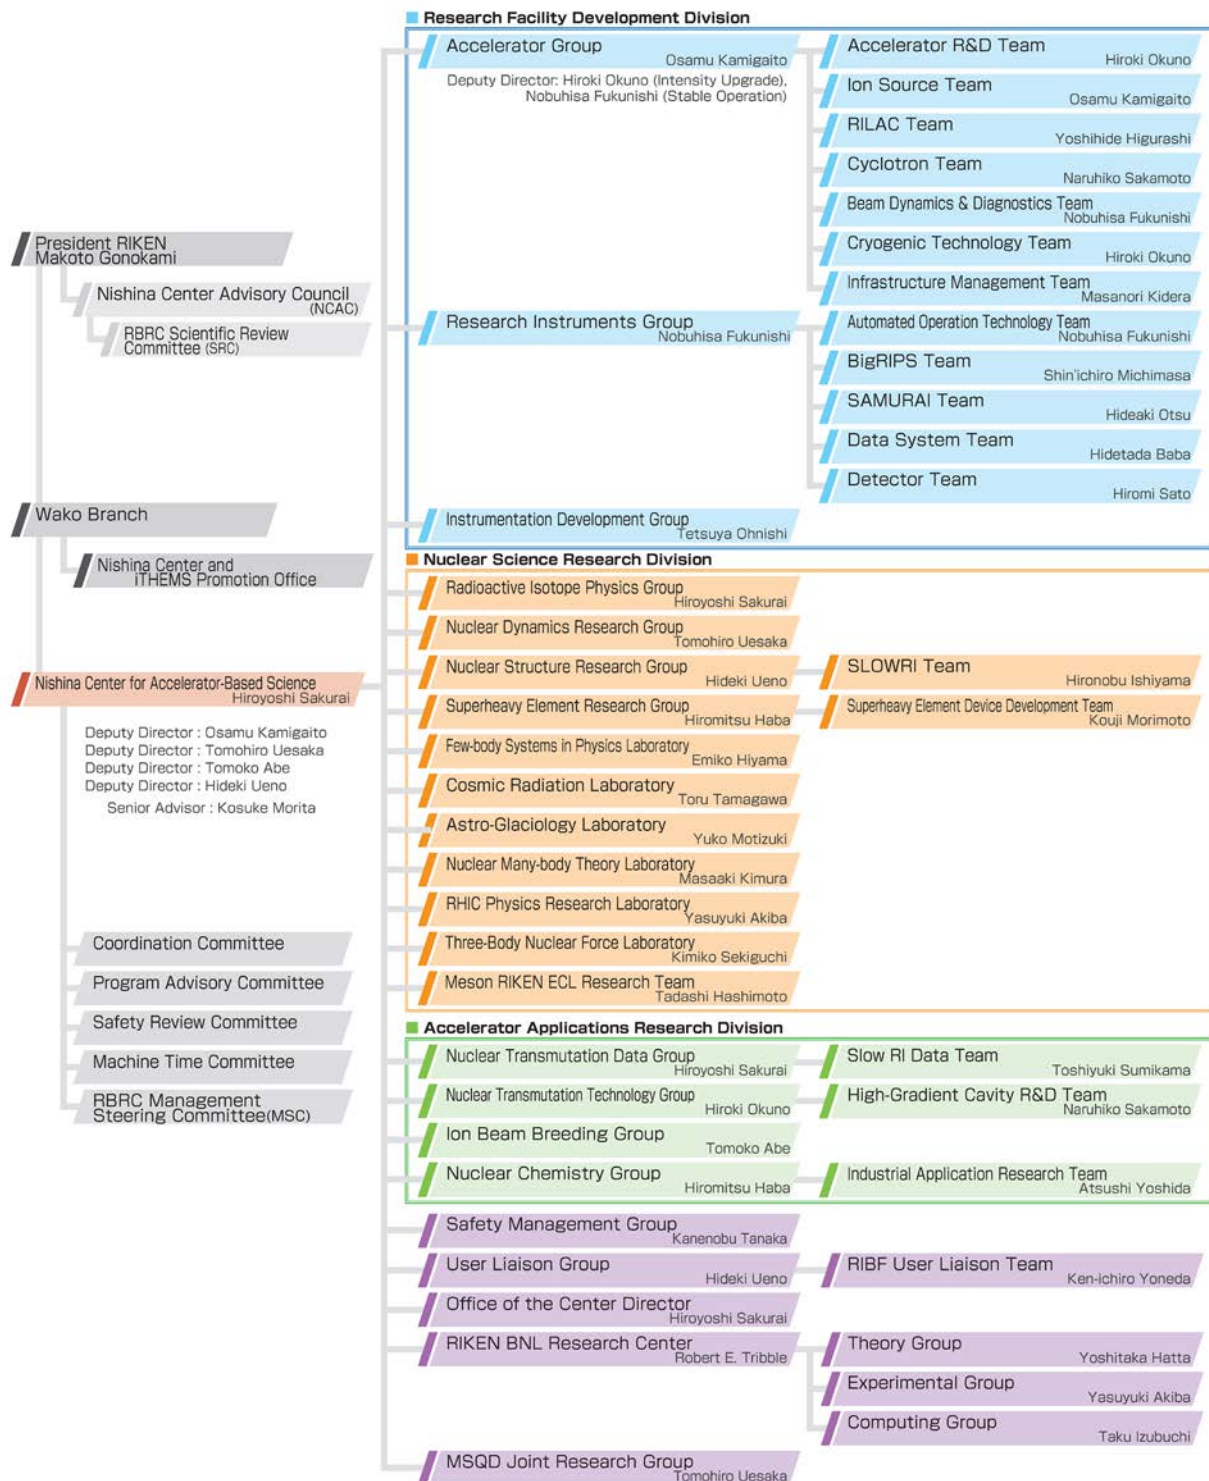 President RIKEN
Makoto Gonokami
Nishina Center Advisory Council
(NCAC)
RBRC Scientific Review
Committee (SRC)
Wako Branch
Nishina Center and
iTHEMS Promotion Office
Nishina Center for Accelerator-Based Science
Hiroyoshi Sakurai
Deputy Director : Osamu Kamigaito
Deputy Director : Tomohiro Uesaka
Deputy Director : Tomoko Abe
Deputy Director : Hideki Ueno
Senior Advisor : Kosuke Morita
Coordination Committee
Program Advisory Committee
Safety Review Committee
Machine Time Committee
RBRC Management
Steering Committee(MSC)
Research Facility Development Division
Accelerator Group
Osamu Kamigaito
Deputy Director: Hiroki Okuno (Intensity Upgrade),
Nobuhisa Fukunishi (Stable Operation)
Accelerator R&D Team
Hiroki Okuno
Ion Source Team
Osamu Kamigaito
RILAC Team
Yoshihide Higurashi
Cyclotron Team
Naruhiko Sakamoto
Beam Dynamics & Diagnostics Team
Nobuhisa Fukunishi
Cryogenic Technology Team
Hiroki Okuno
Infrastructure Management Team
Masanori Kidera
Research Instruments Group
Nobuhisa Fukunishi
Automated Operation Technology Team
Nobuhisa Fukunishi
BigRIPS Team
Shin'ichiro Michimasa
SAMURAI Team
Hideaki Otsu
Data System Team
Hidetada Baba
Detector Team
Hiromi Sato
Instrumentation Development Group
Tetsuya Ohnishi
Nuclear Science Research Division
Radioactive Isotope Physics Group
Hiroyoshi Sakurai
Nuclear Dynamics Research Group
Tomohiro Uesaka
Nuclear Structure Research Group
Hideki Ueno
SLOWRI Team
Hironobu Ishiyama
Superheavy Element Research Group
Hiromitsu Haba
Superheavy Element Device Development Team
Kouji Morimoto
Few-body Systems in Physics Laboratory
Emiko Hiyama
Cosmic Radiation Laboratory
Toru Tamagawa
Astro-Glaciology Laboratory
Yuko Motizuki
Nuclear Many-body Theory Laboratory
Masaaki Kimura
RHIC Physics Research Laboratory
Yasuyuki Akiba
Three-Body Nuclear Force Laboratory
Kimiko Sekiguchi
Meson RIKEN ECL Research Team
Tadashi Hashimoto
Accelerator Applications Research Division
Nuclear Transmutation Data Group
Hiroyoshi Sakurai
Slow RI Data Team
Toshiyuki Sumikama
Nuclear Transmutation Technology Group
Hiroki Okuno
High-Gradient Cavity R&D Team
Naruhiko Sakamoto
Ion Beam Breeding Group
Tomoko Abe
Nuclear Chemistry Group
Hiromitsu Haba
Industrial Application Research Team
Atsushi Yoshida
Safety Management Group
Kanenobu Tanaka
User Liaison Group
Hideki Ueno
RIBF User Liaison Team
Ken-ichiro Yoneda
Office of the Center Director
Hiroyoshi Sakurai
RIKEN BNL Research Center
Robert E. Tribble
Theory Group
Yoshitaka Hatta
Experimental Group
Yasuyuki Akiba
Computing Group
Taku Izubuchi
MSQD Joint Research Group
Tomohiro Uesaka